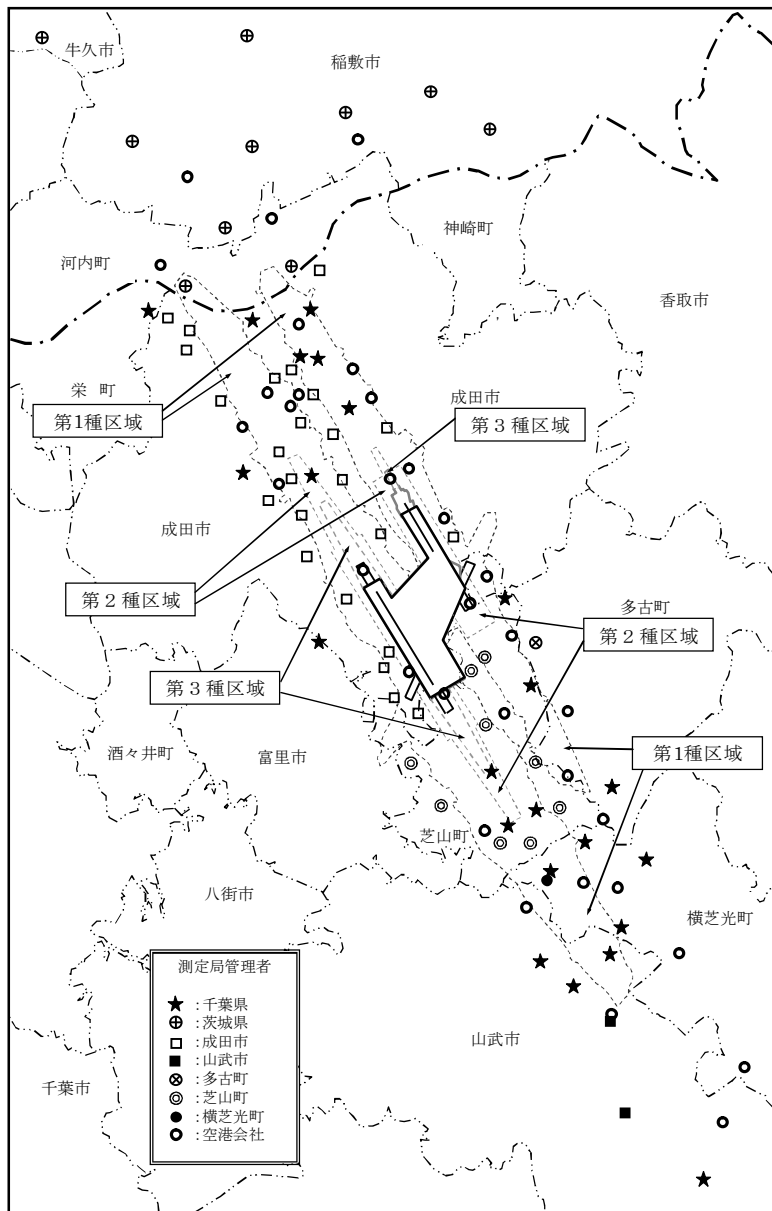 牛久市
稲敷市
神崎町
河内町
香取市
栄 町
成田市
第1種区域
第３種区域
成田市
第２種区域
多古町
第２種区域
第３種区域
酒々井町
富里市
第1種区域
芝山町
八街市
横芝光町
測定局管理者
★ : 千葉県
⊕ : 茨城県
□ : 成田市
■ : 山武市
⊗ : 多古町
◎ : 芝山町
● : 横芝光町
○ : 空港会社
山武市
千葉市